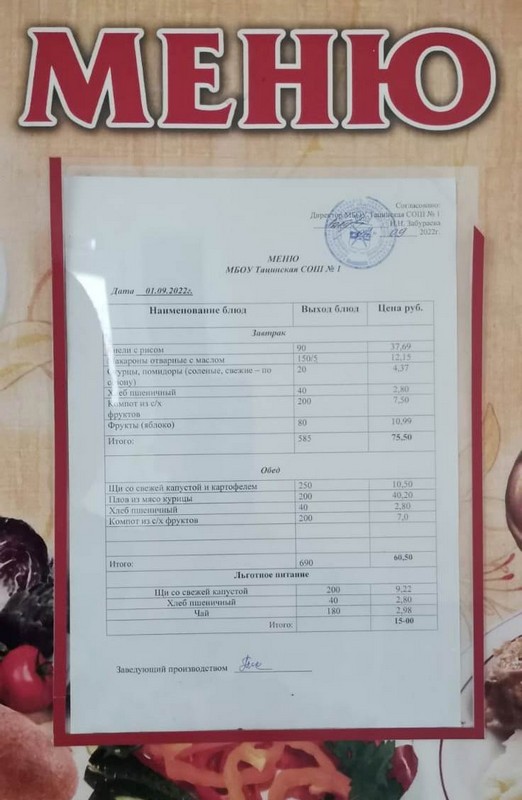 МЕНЮ
Согласовано:
Директор МБОУ Тацинская СОШ № 1
Н.Н. Забураева
09 2022г.
МЕНЮ
МБОУ Тацинская СОШ № 1
Дата 01.09.2022г.
Наименование блюд Выход блюд Цена руб.
Завтрак
с рисом 90 37,69
Макароны отварные с маслом 150/5 12,15
Огурцы, помидоры (соленые, свежие – по 20 4,37
сезону)
Хлеб пшеничный 40 2,80
Компот из с/х 200 7,50
фруктов
Фрукты (яблоко) 80 10,99
Итого: 585 75,50
Обед
Щи со свежей капустой и картофелем 250 10,50
Плов из мясо курицы 200 40,20
Хлеб пшеничный 40 2,80
Компот из с/х фруктов 200 7,0
Итого: 690 60,50
Льготное питание
Щи со свежей капустой 200 9,22
Хлеб пшеничный 40 2,80
Чай 180 2,98
Итого: 15-00
Заведующий производством